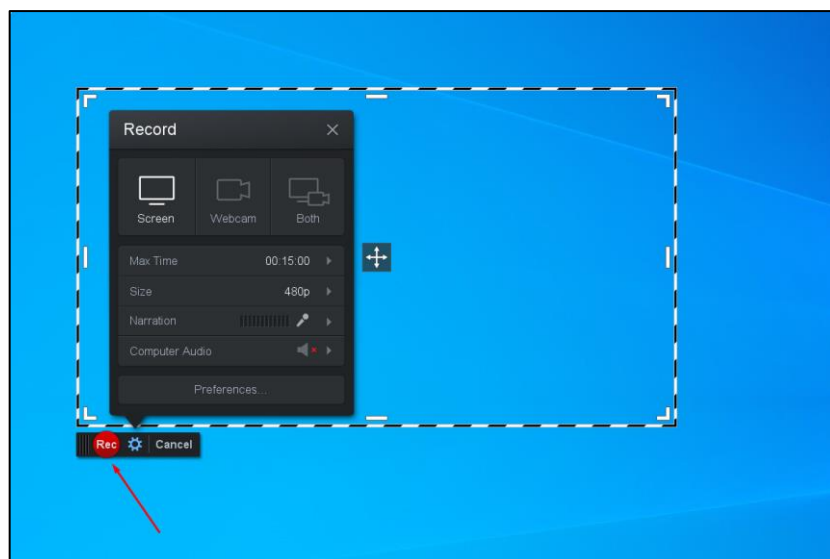 Record
Screen Webcam Both
Max Time 00:15:00
Size 480p
Narration
Computer Audio
Preferences...
Rec Cancel